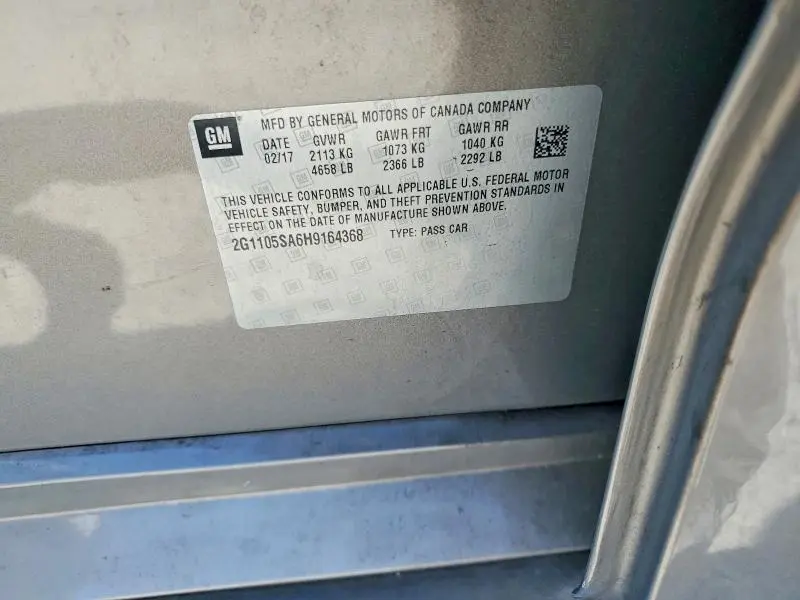 GM
MFD BY GENERAL MOTORS OF CANADA COMPANY
DATE GVWR GAWR FRT GAWR RR
02/17 2113 KG 1073 KG 1040 KG
4658 LB 2366 LB 2292 LB
THIS VEHICLE CONFORMS TO ALL APPLICABLE U.S. FEDERAL MOTOR
VEHICLE SAFETY, BUMPER, AND THEFT PREVENTION STANDARDS IN
EFFECT ON THE DATE OF MANUFACTURE SHOWN ABOVE.
2G1105SA6H9164368 TYPE: PASS CAR